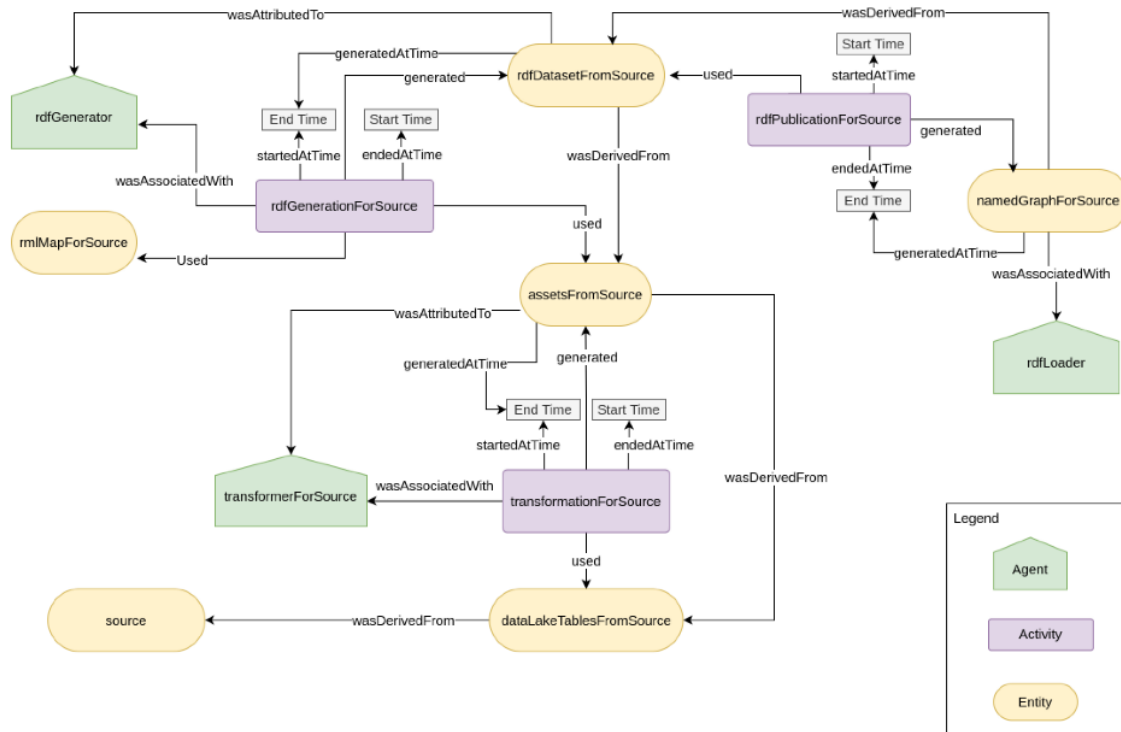 wasAttributedTo
wasDerivedFrom
generatedAtTime
generated
rdfDatasetFromSource
used
Start Time
startedAtTime
rdfGenerator
End Time
Start Time
rdfPublicationForSource
generated
startedAtTime
endedAtTime
wasDerivedFrom
endedAtTime
wasAssociatedWith
End Time
namedGraphForSource
rdfGenerationForSource
used
rmlMapForSource
Used
generatedAtTime
wasAssociatedWith
assetsFromSource
wasAttributedTo
generatedAtTime
generated
rdfLoader
End Time
Start Time
startedAtTime
endedAtTime
wasDerivedFrom
transformerForSource
wasAssociatedWith
transformationForSource
used
source
wasDerivedFrom
dataLakeTablesFromSource
Legend
Agent
Activity
Entity